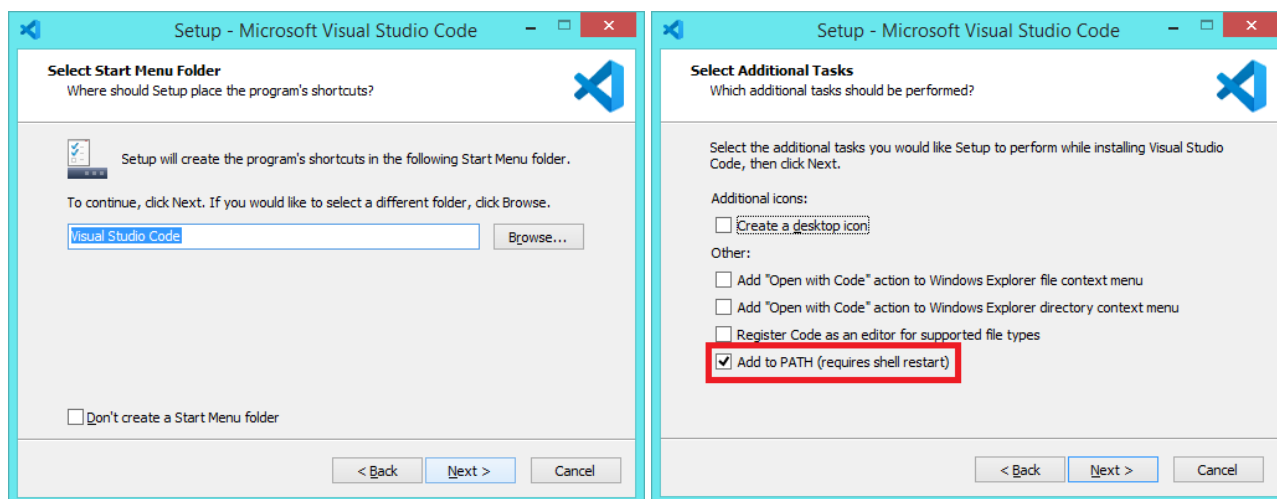 Setup - Microsoft Visual Studio Code
Select Start Menu Folder
Where should Setup place the program's shortcuts?
Setup will create the program's shortcuts in the following Start Menu folder.
To continue, click Next. If you would like to select a different folder, click Browse.
Visual Studio Code
Browse...
Don't create a Start Menu folder
< Back
Next >
Cancel
Setup - Microsoft Visual Studio Code
Select Additional Tasks
Which additional tasks should be performed?
Select the additional tasks you would like Setup to perform while installing Visual Studio
Code, then click Next.
Additional icons:
Create a desktop icon
Other:
Add "Open with Code" action to Windows Explorer file context menu
Add "Open with Code" action to Windows Explorer directory context menu
Register Code as an editor for supported file types
Add to PATH (requires shell restart)
< Back
Next >
Cancel